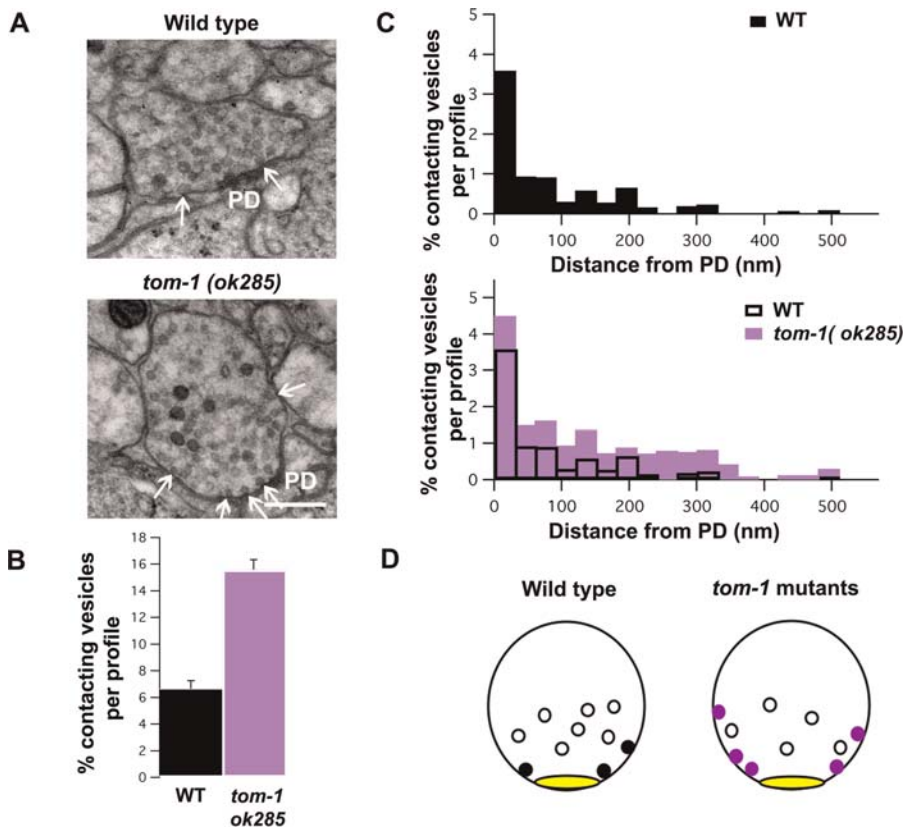 A
Wild type
PD
tom-1 (ok285)
PD
B
% contacting vesicles
per profile
18
16
14
12
10
8
6
4
2
0
WT
tom-1
ok285
C
WT
% contacting vesicles
per profile
5
4
3
2
1
0
0 100 200 300 400 500
Distance from PD (nm)
WT
tom-1( ok285)
% contacting vesicles
per profile
5
4
3
2
1
0
0 100 200 300 400 500
Distance from PD (nm)
D
Wild type
tom-1 mutants